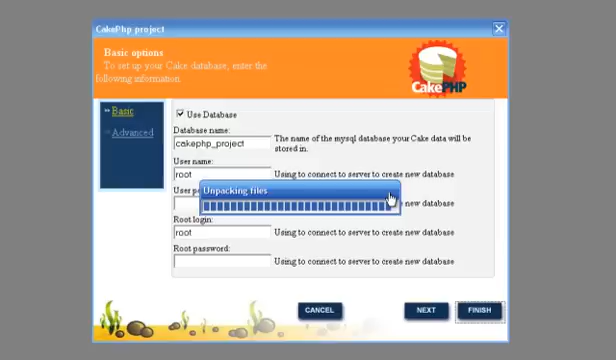 CakePhp project
Basic options
To set up your Cake database, enter the
following information
CakePHP
Basic
Advanced
Use Database
Database name:
cakephp_project
The name of the mysql database your Cake data will be
stored in.
User name:
root
Using to connect to server to create new database
User
Unpacking files
new database
Root login:
root
Using to connect to server to create new database
Root password:
Using to connect to server to create new database
CANCEL
NEXT
FINISH